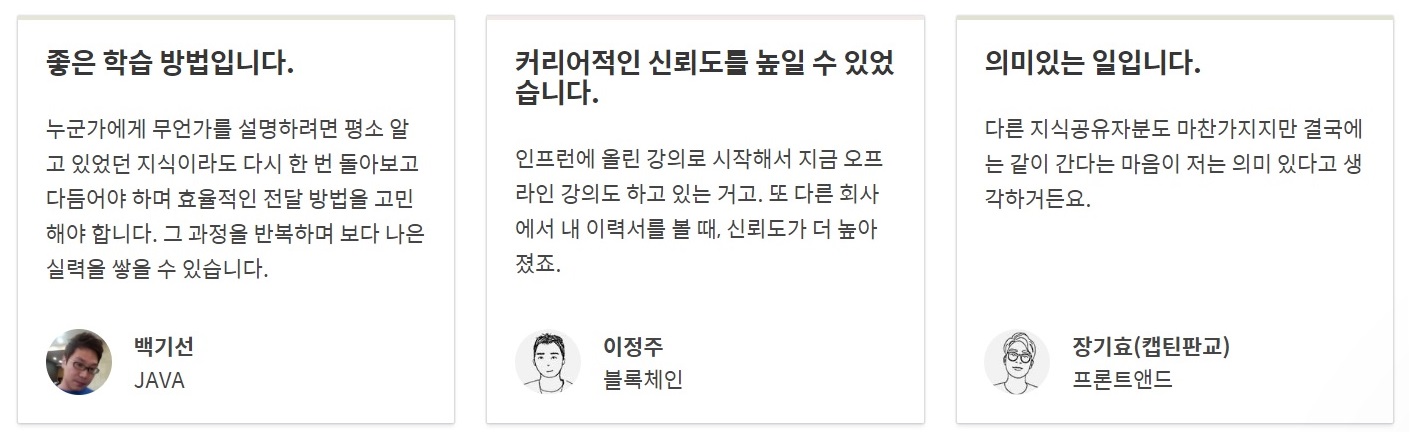 좋은 학습 방법입니다.
누군가에게 무언가를 설명하려면 평소 알
고 있었던 지식이라도 다시 한 번 돌아보고
다듬어야 하며 효율적인 전달 방법을 고민
해야 합니다. 그 과정을 반복하며 보다 나은
실력을 쌓을 수 있습니다.
백기선
JAVA
커리어적인 신뢰도를 높일 수 있었
습니다.
인프런에 올린 강의로 시작해서 지금 오프
라인 강의도 하고 있는 거고. 또 다른 회사
에서 내 이력서를 볼 때, 신뢰도가 더 높아
졌죠.
이정주
블록체인
의미있는 일입니다.
다른 지식공유자분도 마찬가지지만 결국에
는 같이 간다는 마음이 저는 의미 있다고 생
각하거든요.
장기효(캡틴판교)
프론트앤드